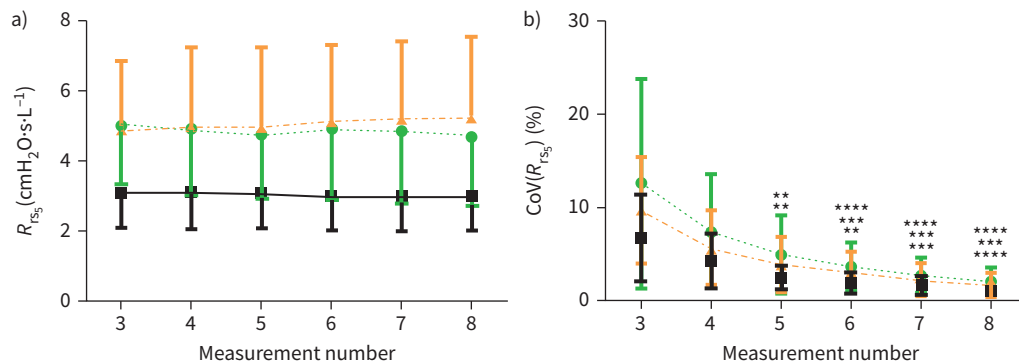 a)
8
6
4
2
0
Rrs5(cmH2O·s·L−1)
3 4 5 6 7 8
Measurement number
b)
30
20
10
0
CoV(Rrs5) (%)
** **** **** ****
** *** *** ***
** *** ****
3 4 5 6 7 8
Measurement number